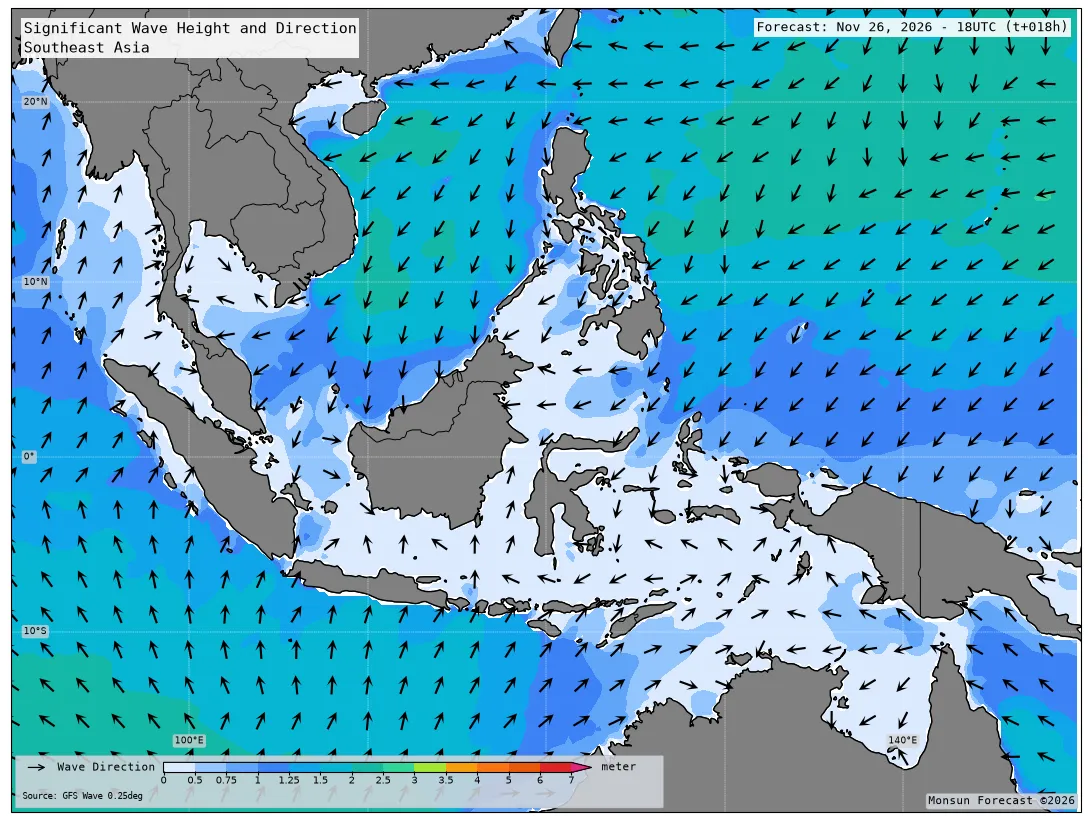 Significant Wave Height and Direction
Southeast Asia
Forecast: Nov 26, 2026 - 18UTC (t+018h)
20°N
10°N
0°
10°S
100°E
140°E
Wave Direction
meter
0 0.5 0.75 1 1.25 1.5 2 2.5 3 3.5 4 5 6 7
Source: GFS Wave 0.25deg
Monsun Forecast ©2026